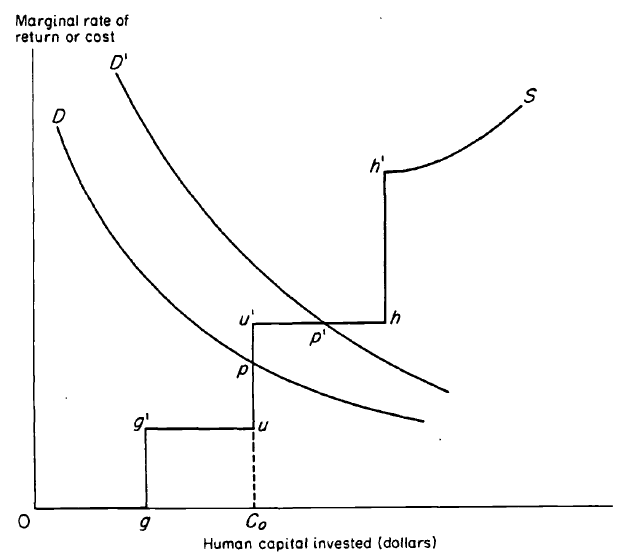 Marginal rate of
return or cost
D'
D
S
h'
u'
h
p'
p
g'
u
O
g
C₀
Human capital invested (dollars)